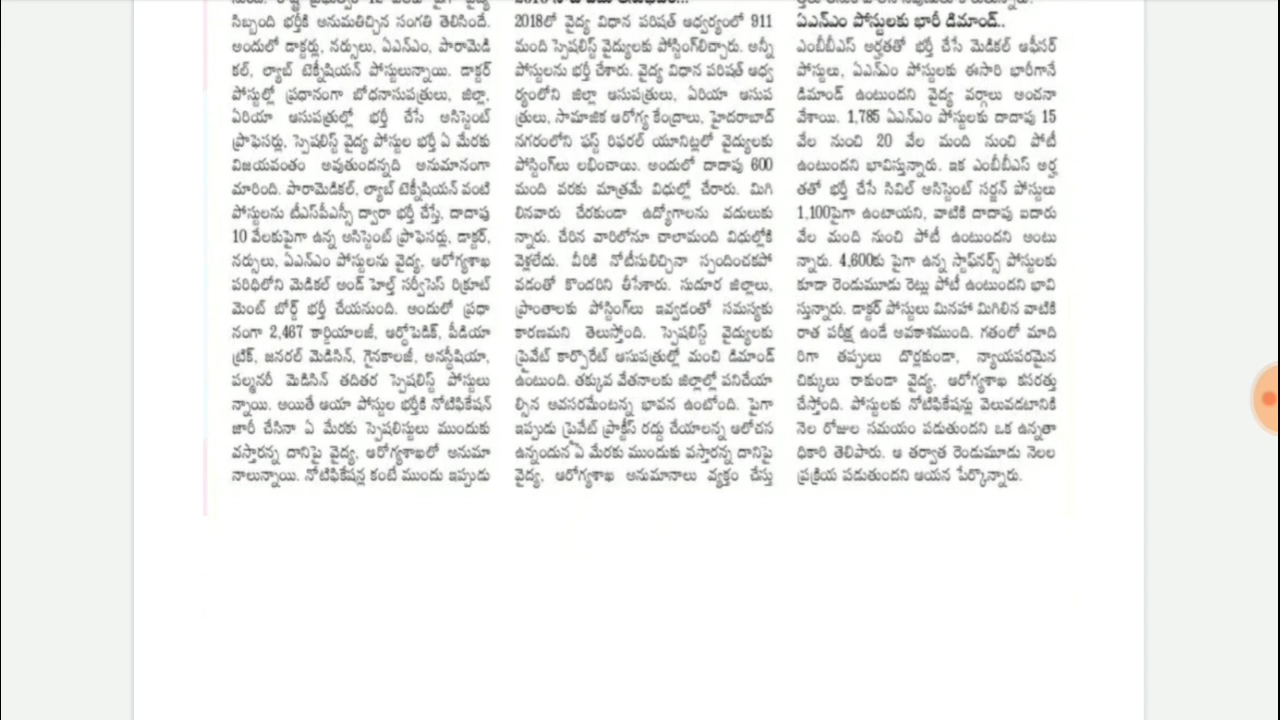 సిబ్బంది భర్తీకి అనుమతిచ్చిన సంగతి తెలిసిందే.
అందులో డాక్టర్లు, నర్సులు, ఏఎన్ఎం, పారామెడి
కల్, ల్యాబ్ టెక్నీషియన్ పోస్టులున్నాయి. డాక్టర్
పోస్టుల్లో ప్రధానంగా బోధనాసుపత్రులు, జిల్లా,
ఏరియా ఆసుపత్రుల్లో భర్తీ చేసే అసిస్టెంట్
ప్రొఫెసర్లు, స్పెషలిస్ట్ వైద్య పోస్టుల భర్తీ ఏ మేరకు
విజయవంతం అవుతుందన్నది అనుమానంగా
మారింది. పారామెడికల్, ల్యాబ్ టెక్నీషియన్ వంటి
పోస్టులను టీఎస్‌పీఎస్సీ ద్వారా భర్తీ చేస్తే, దాదాపు
10 వేలకుపైగా ఉన్న అసిస్టెంట్ ప్రొఫెసర్లు, డాక్టర్,
నర్సులు, ఏఎన్ఎం పోస్టులను వైద్య, ఆరోగ్యశాఖ
పరిధిలోని మెడికల్ అండ్ హెల్త్ సర్వీసెస్ రిక్రూట్
మెంట్ బోర్డ్ భర్తీ చేయనుంది. అందులో ప్రధా
నంగా 2,467 కార్డియాలజీ, ఆర్థోపెడిక్, పీడియా
ట్రిక్, జనరల్ మెడిసిన్, గైనకాలజీ, అనస్థీషియా,
పల్మనరీ మెడిసిన్ తదితర స్పెషలిస్ట్ పోస్టులు
న్నాయి. అయితే ఆయా పోస్టుల భర్తీకి నోటిఫికేషన్
జారీ చేసినా ఏ మేరకు స్పెషలిస్టులు ముందుకు
వస్తారన్న దానిపై వైద్య, ఆరోగ్యశాఖలో అనుమా
నాలున్నాయి. నోటిఫికేషన్ల కంటే ముందు ఇప్పుడు
2018లో వైద్య విధాన పరిషత్ ఆధ్వర్యంలో 911
మంది స్పెషలిస్ట్ వైద్యులకు పోస్టింగ్‌లిచ్చారు. అన్నీ
పోస్టులను భర్తీ చేశారు. వైద్య విధాన పరిషత్ ఆధ్వ
ర్యంలోని జిల్లా ఆసుపత్రులు, ఏరియా ఆసుప
త్రులు, సామాజిక ఆరోగ్య కేంద్రాలు, హైదరాబాద్
నగరంలోని ఫస్ట్ రిఫరల్ యూనిట్లలో వైద్యులకు
పోస్టింగ్‌లు లభించాయి. అందులో దాదాపు 600
మంది వరకు మాత్రమే విధుల్లో చేరారు. మిగి
లినవారు చేరకుండా ఉద్యోగాలను వదులుకు
న్నారు. చేరిన వారిలోనూ చాలామంది విధుల్లోకి
వెళ్లలేదు. వీరికి నోటీసులిచ్చినా స్పందించకపో
వడంతో కొందరిని తీసేశారు. సుదూర జిల్లాలు,
ప్రాంతాలకు పోస్టింగ్‌లు ఇవ్వడంతో సమస్యకు
కారణమని తెలుస్తోంది. స్పెషలిస్ట్ వైద్యులకు
ప్రైవేట్ కార్పొరేట్ ఆసుపత్రుల్లో మంచి డిమాండ్
ఉంటుంది. తక్కువ వేతనాలకు జిల్లాల్లో పనిచేయా
ల్సిన అవసరమేంటన్న భావన ఉంటోంది. పైగా
ఇప్పుడు ప్రైవేట్ ప్రాక్టీస్ రద్దు చేయాలన్న ఆలోచన
ఉన్నందున ఏ మేరకు ముందుకు వస్తారన్న దానిపై
వైద్య, ఆరోగ్యశాఖ అనుమానాలు వ్యక్తం చేస్తు
ఏఎన్ఎం పోస్టులకు భారీ డిమాండ్..
ఎంబీబీఎస్ అర్హతతో భర్తీ చేసే మెడికల్ ఆఫీసర్
పోస్టులు, ఏఎన్ఎం పోస్టులకు ఈసారి భారీగానే
డిమాండ్ ఉంటుందని వైద్య వర్గాలు అంచనా
వేశాయి. 1,785 ఏఎన్ఎం పోస్టులకు దాదాపు 15
వేల నుంచి 20 వేల మంది నుంచి పోటీ
ఉంటుందని భావిస్తున్నారు. ఇక ఎంబీబీఎస్ అర్హ
తతో భర్తీ చేసే సివిల్ అసిస్టెంట్ సర్జన్ పోస్టులు
1,100పైగా ఉంటాయని, వాటికి దాదాపు ఐదారు
వేల మంది నుంచి పోటీ ఉంటుందని అంటు
న్నారు. 4,600కు పైగా ఉన్న స్టాఫ్‌నర్స్ పోస్టులకు
కూడా రెండుమూడు రెట్లు పోటీ ఉంటుందని భావి
స్తున్నారు. డాక్టర్ పోస్టులు మినహా మిగిలిన వాటికి
రాత పరీక్ష ఉండే అవకాశముంది. గతంలో మాది
రిగా తప్పులు దొర్లకుండా, న్యాయపరమైన
చిక్కులు రాకుండా వైద్య, ఆరోగ్యశాఖ కసరత్తు
చేస్తోంది. పోస్టులకు నోటిఫికేషన్లు వెలువడటానికి
నెల రోజుల సమయం పడుతుందని ఒక ఉన్నతా
ధికారి తెలిపారు. ఆ తర్వాత రెండుమూడు నెలల
ప్రక్రియ పడుతుందని ఆయన పేర్కొన్నారు.